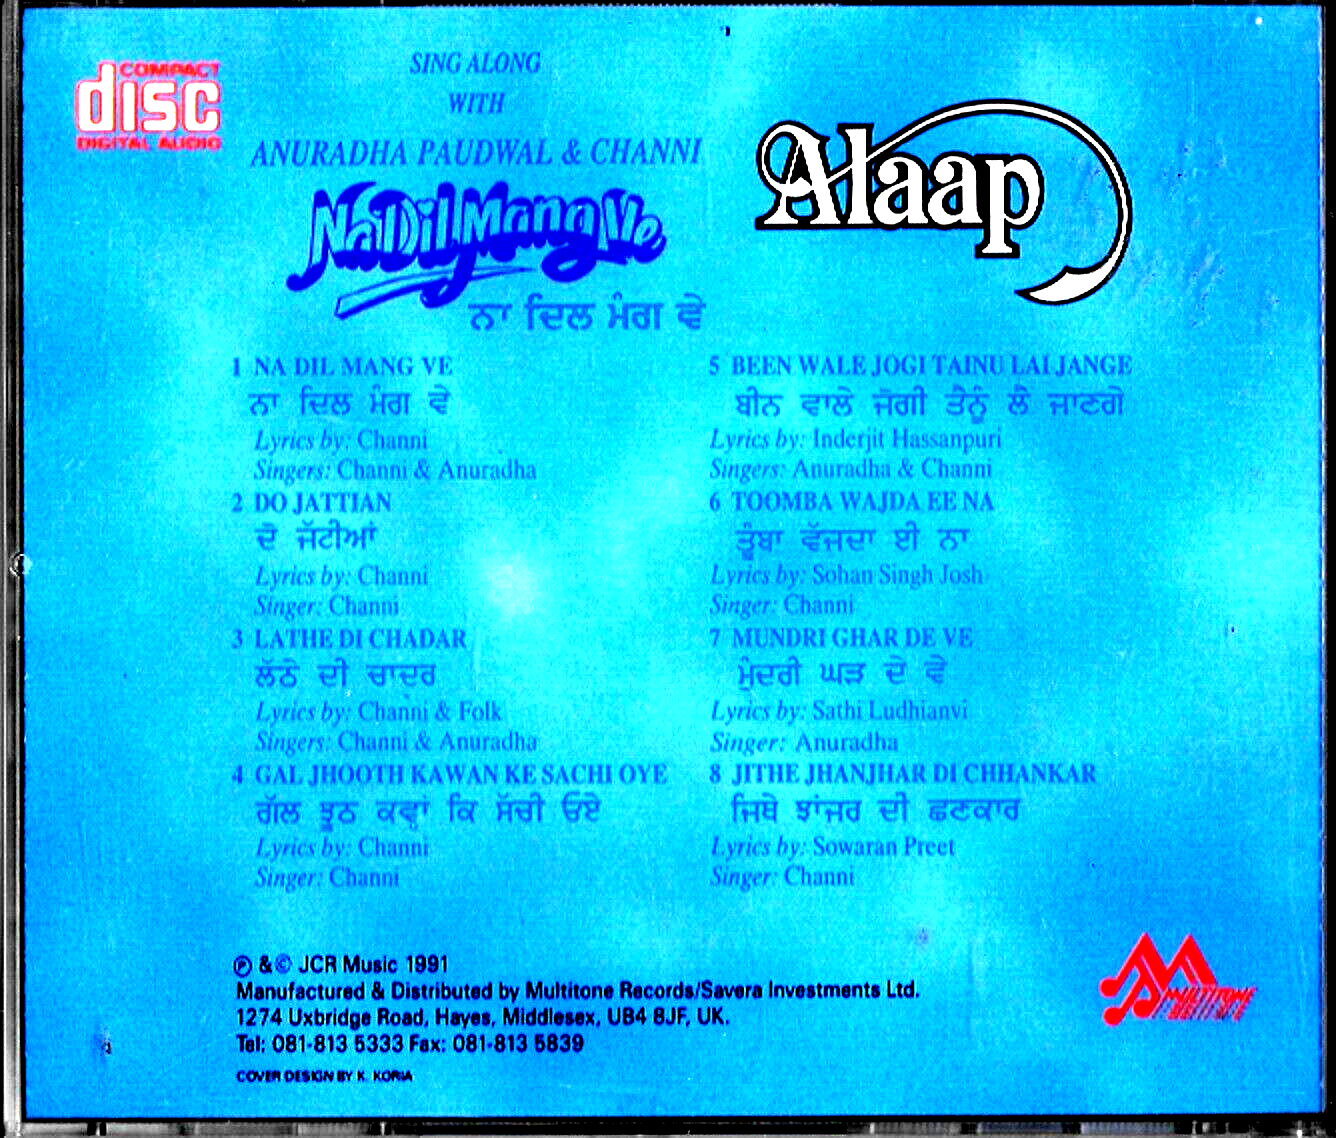 COMPACT
disc
DIGITAL AUDIO
SING ALONG
WITH
ANURADHA PAUDWAL & CHANNI
Na Dil Mang Ve
ਨਾ ਦਿਲ ਮੰਗ ਵੇ
Alaap
1 NA DIL MANG VE
ਨਾ ਦਿਲ ਮੰਗ ਵੇ
Lyrics by: Channi
Singers: Channi & Anuradha
2 DO JATTIAN
ਦੋ ਜੱਟੀਆਂ
Lyrics by: Channi
Singer: Channi
3 LATHE DI CHADAR
ਲੱਠੇ ਦੀ ਚਾਦਰ
Lyrics by: Channi & Folk
Singers: Channi & Anuradha
4 GAL JHOOTH KAWAN KE SACHI OYE
ਗੱਲ ਝੂਠ ਕਵ੍ਹਾਂ ਕਿ ਸੱਚੀ ਓਏ
Lyrics by: Channi
Singer: Channi
5 BEEN WALE JOGI TAINU LAI JANGE
ਬੀਨ ਵਾਲੇ ਜੋਗੀ ਤੈਨੂੰ ਲੈ ਜਾਣਗੇ
Lyrics by: Inderjit Hassanpuri
Singers: Anuradha & Channi
6 TOOMBA WAJDA EE NA
ਤੂੰਬਾ ਵੱਜਦਾ ਈ ਨਾ
Lyrics by: Sohan Singh Josh
Singer: Channi
7 MUNDRI GHAR DE VE
ਮੁੰਦਰੀ ਘੜ ਦੇ ਵੇ
Lyrics by: Sathi Ludhianvi
Singer: Anuradha
8 JITHE JHANJHAR DI CHHANKAR
ਜਿਥੇ ਝਾਂਜਰ ਦੀ ਛਣਕਾਰ
Lyrics by: Sowaran Preet
Singer: Channi
℗ & © JCR Music 1991
Manufactured & Distributed by Multitone Records/Savera Investments Ltd.
1274 Uxbridge Road, Hayes, Middlesex, UB4 8JF, UK.
Tel: 081-813 5333 Fax: 081-813 5839
COVER DESIGN BY K. KORIA
MULTITONE